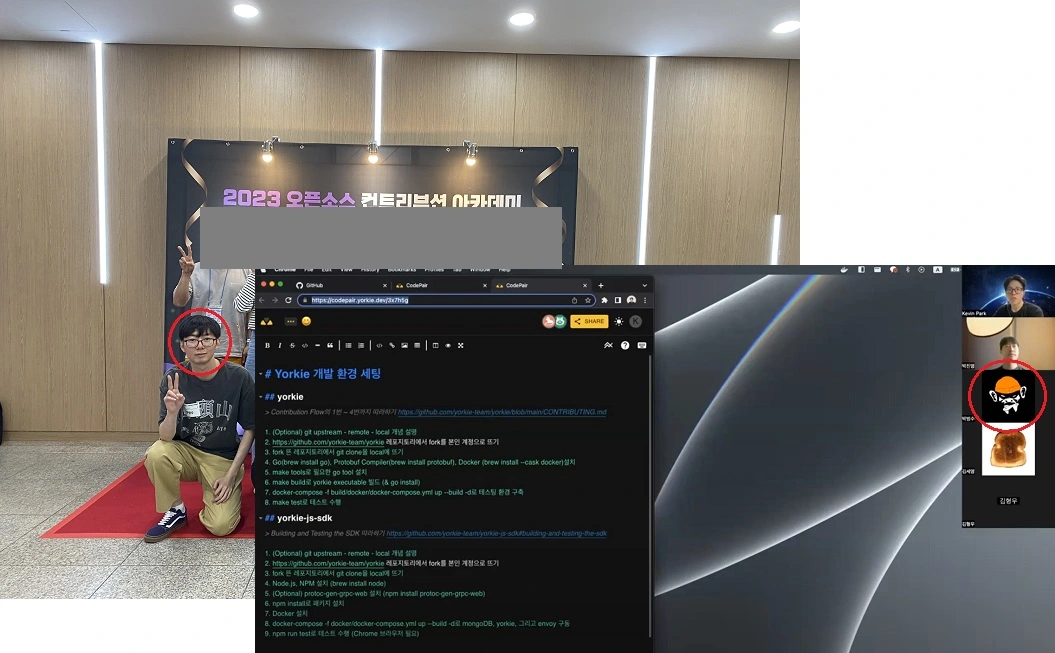 2023 오픈소스 컨트리뷰션 아카데미
Chrome File Edit View History Bookmarks Profiles Tab Window Help
GitHub
CodePair
CodePair
https://codepair.yorkie.dev/3x7h5g
SHARE
K
# Yorkie 개발 환경 세팅
## yorkie
> Contribution Flow의 1번 ~ 4번까지 따라하기 https://github.com/yorkie-team/yorkie/blob/main/CONTRIBUTING.md
1. (Optional) git upstream - remote - local 개념 설명
2. https://github.com/yorkie-team/yorkie 레포지토리에서 fork를 본인 계정으로 뜨기
3. fork 뜬 레포지토리에서 git clone을 local에 뜨기
4. Go(brew install go), Protobuf Compiler(brew install protobuf), Docker (brew install --cask docker)설치
5. make tools로 필요한 go tool 설치
6. make build로 yorkie executable 빌드 (& go install)
7. docker-compose -f build/docker/docker-compose.yml up --build -d로 테스팅 환경 구축
8. make test로 테스트 수행
## yorkie-js-sdk
> Building and Testing the SDK 따라하기 https://github.com/yorkie-team/yorkie-js-sdk#building-and-testing-the-sdk
1. (Optional) git upstream - remote - local 개념 설명
2. https://github.com/yorkie-team/yorkie 레포지토리에서 fork를 본인 계정으로 뜨기
3. fork 뜬 레포지토리에서 git clone을 local에 뜨기
4. Node.js, NPM 설치 (brew install node)
5. (Optional) protoc-gen-grpc-web 설치 (npm install protoc-gen-grpc-web)
6. npm install로 패키지 설치
7. Docker 설치
8. docker-compose -f docker/docker-compose.yml up --build -d로 mongoDB, yorkie, 그리고 envoy 구동
9. npm run test로 테스트 수행 (Chrome 브라우저 필요)
Kevin Park
김형우
김형우